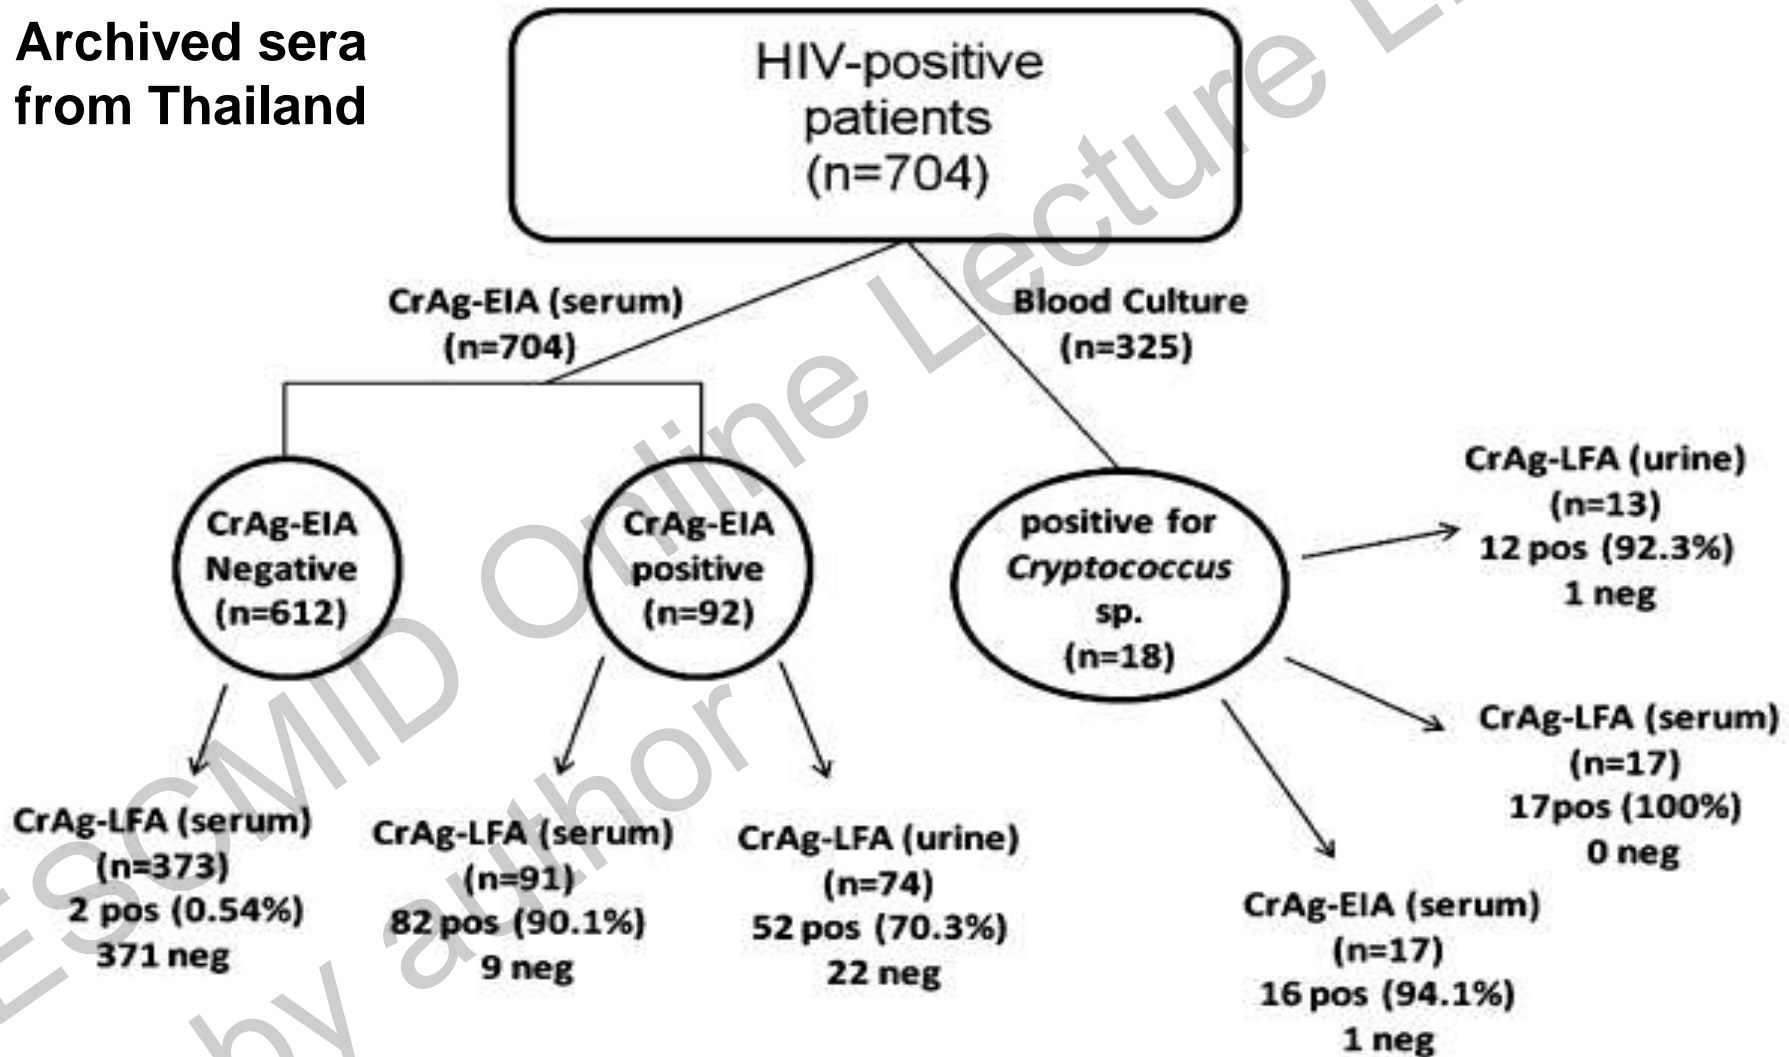 Archived sera
from Thailand
HIV-positive
patients
(n=704)
CrAg-EIA (serum)
(n=704)
Blood Culture
(n=325)
CrAg-EIA
Negative
(n=612)
CrAg-EIA
positive
(n=92)
positive for
Cryptococcus
sp.
(n=18)
CrAg-LFA (urine)
(n=13)
12 pos (92.3%)
1 neg
CrAg-LFA (serum)
(n=17)
17pos (100%)
0 neg
CrAg-EIA (serum)
(n=17)
16 pos (94.1%)
1 neg
CrAg-LFA (serum)
(n=373)
2 pos (0.54%)
371 neg
CrAg-LFA (serum)
(n=91)
82 pos (90.1%)
9 neg
CrAg-LFA (urine)
(n=74)
52 pos (70.3%)
22 neg
ESCMID Online Lecture
by author